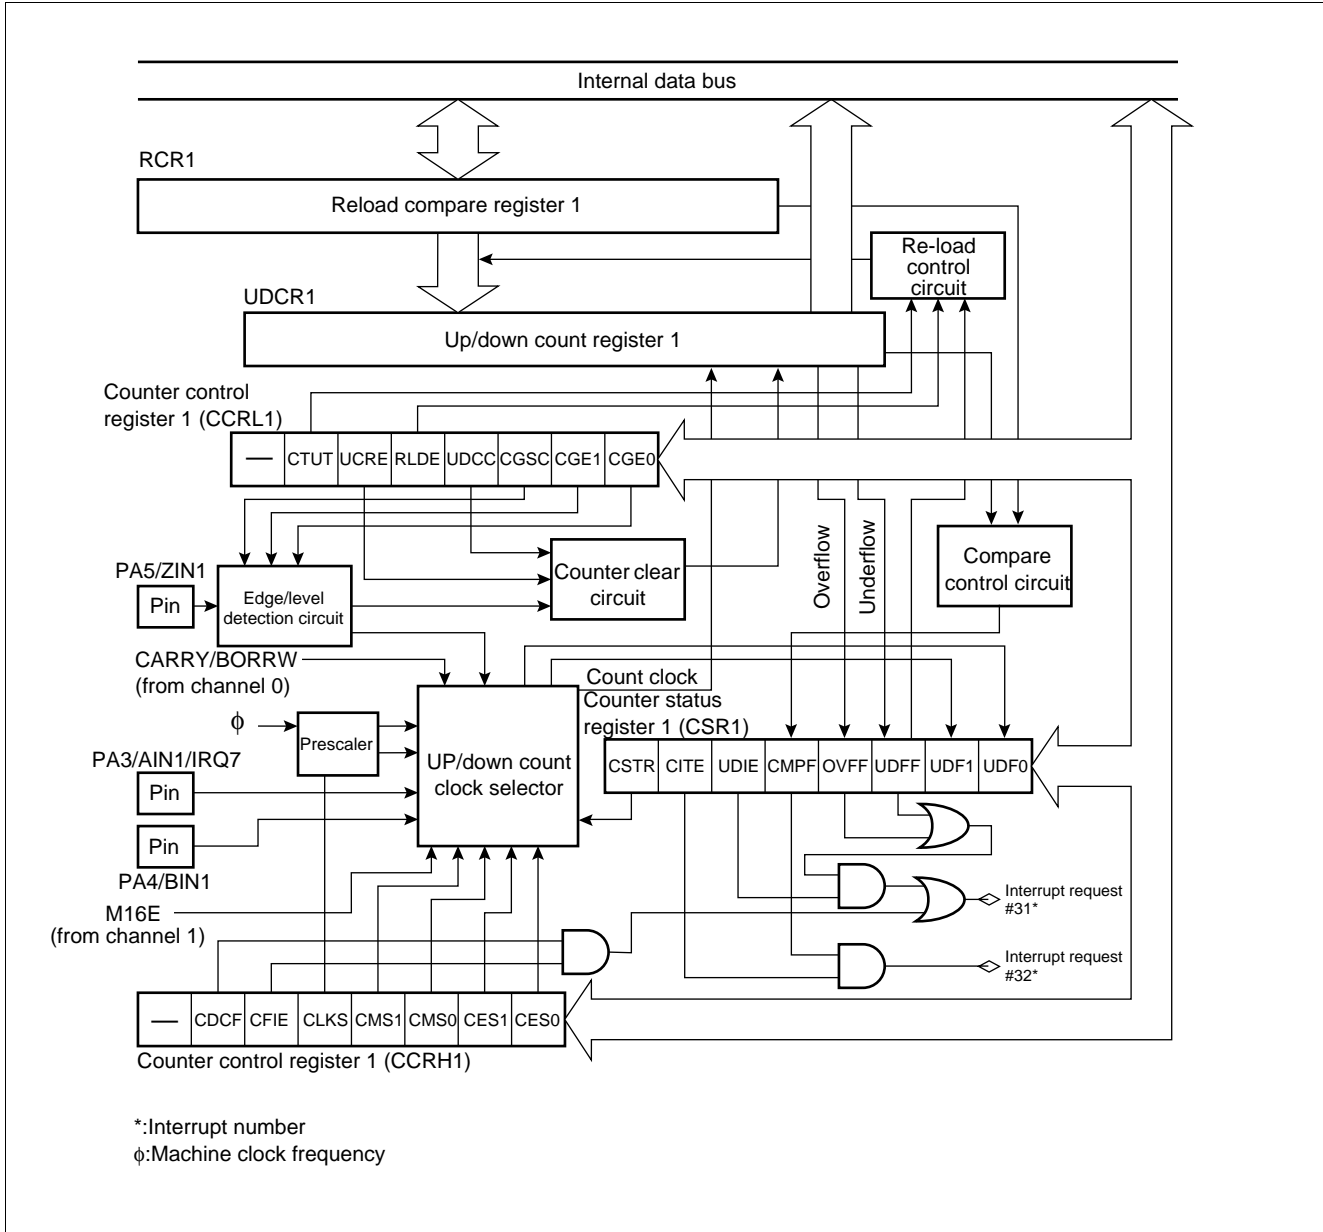 Internal data bus
RCR1
Reload compare register 1
Re-load
control
circuit
UDCR1
Up/down count register 1
Counter control
register 1 (CCRL1)
— CTUT UCRE RLDE UDCC CGSC CGE1 CGE0
Overflow
Underflow
Compare
control circuit
PA5/ZIN1
Pin
Edge/level
detection circuit
Counter clear
circuit
CARRY/BORRW
(from channel 0)
Count clock
Counter status
register 1 (CSR1)
ϕ
Prescaler
UP/down count
clock selector
CSTR CITE UDIE CMPF OVFF UDFF UDF1 UDF0
PA3/AIN1/IRQ7
Pin
Pin
PA4/BIN1
M16E
(from channel 1)
Interrupt request
#31*
Interrupt request
#32*
— CDCF CFIE CLKS CMS1 CMS0 CES1 CES0
Counter control register 1 (CCRH1)
*:Interrupt number
ϕ:Machine clock frequency